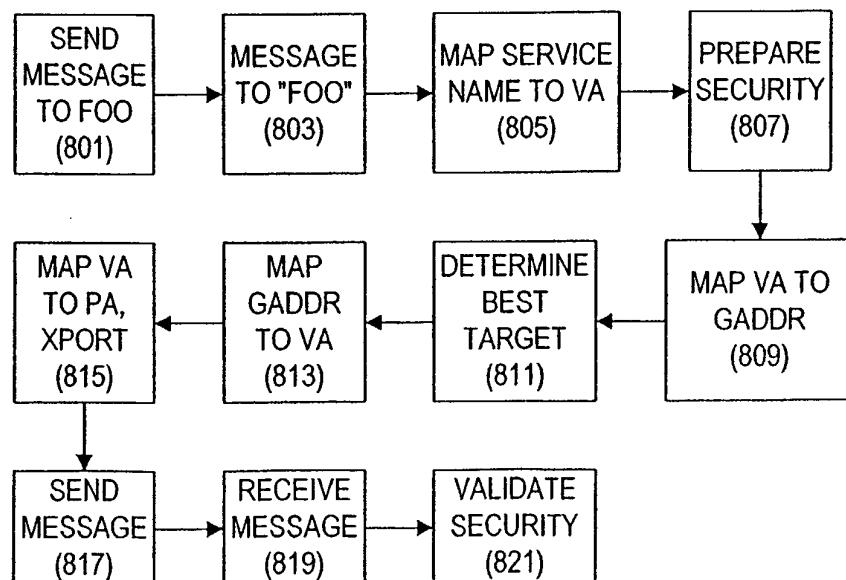 SEND
MESSAGE
TO FOO
(801)
MESSAGE
TO "FOO"
(803)
MAP SERVICE
NAME TO VA
(805)
PREPARE
SECURITY
(807)
MAP VA TO
GADDR
(809)
DETERMINE
BEST
TARGET
(811)
MAP
GADDR
TO VA
(813)
MAP VA
TO PA,
XPORT
(815)
SEND
MESSAGE
(817)
RECEIVE
MESSAGE
(819)
VALIDATE
SECURITY
(821)